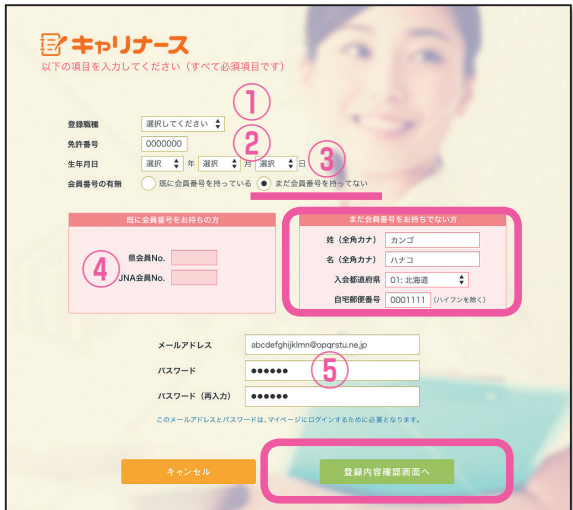 キャリナース
以下の項目を入力してください（すべて必須項目です）
①
登録職種 選択してください
②
免許番号 0000000
生年月日 選択 年 選択 月 選択 日 ③
会員番号の有無 既に会員番号を持っている まだ会員番号を持ってない
既に会員番号をお持ちの方
④
県会員No.
JNA会員No.
まだ会員番号をお持ちでない方
姓（全角カナ） カンゴ
名（全角カナ） ハナコ
入会都道府県 01: 北海道
自宅郵便番号 0001111 （ハイフンを除く）
メールアドレス abcdefghijklmn@opqrstu.ne.jp
パスワード ●●●●●● ⑤
パスワード（再入力） ●●●●●●
このメールアドレスとパスワードは、マイページにログインするために必要となります。
キャンセル 登録内容確認画面へ